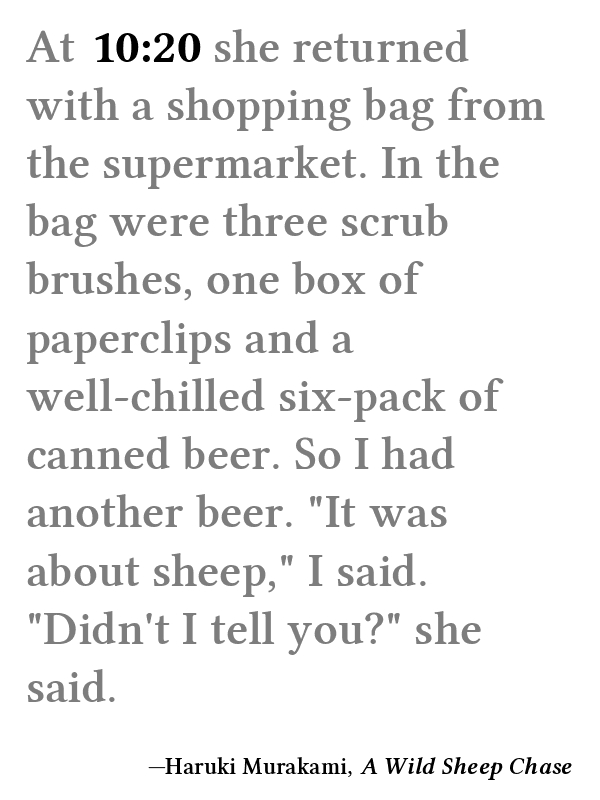 At 10:20 she returned
with a shopping bag from
the supermarket. In the
bag were three scrub
brushes, one box of
paperclips and a
well-chilled six-pack of
canned beer. So I had
another beer. "It was
about sheep," I said.
"Didn't I tell you?" she
said.
—Haruki Murakami, A Wild Sheep Chase